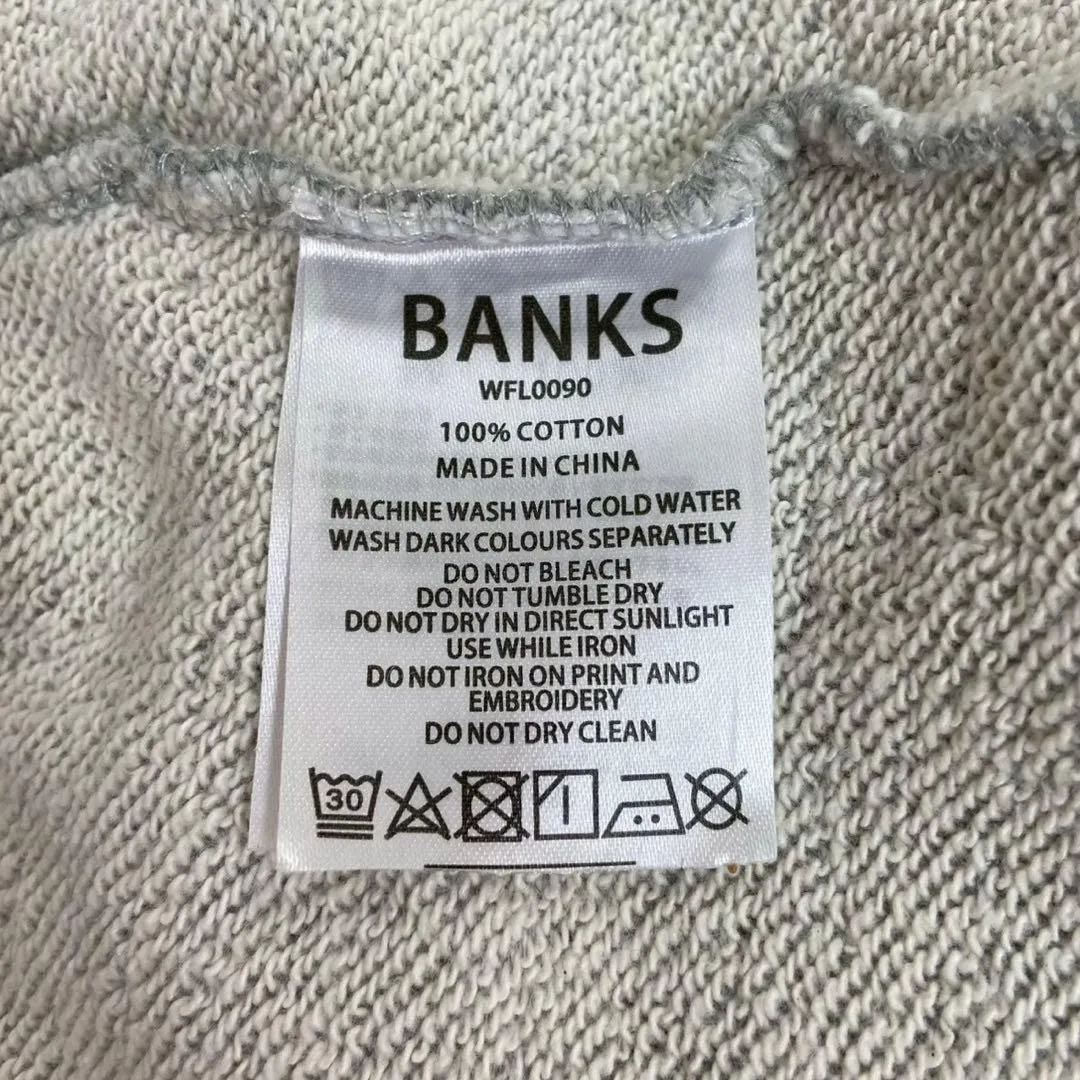 BANKS
WFL0090
100% COTTON
MADE IN CHINA
MACHINE WASH WITH COLD WATER
WASH DARK COLOURS SEPARATELY
DO NOT BLEACH
DO NOT TUMBLE DRY
DO NOT DRY IN DIRECT SUNLIGHT
USE WHILE IRON
DO NOT IRON ON PRINT AND
EMBROIDERY
DO NOT DRY CLEAN
30